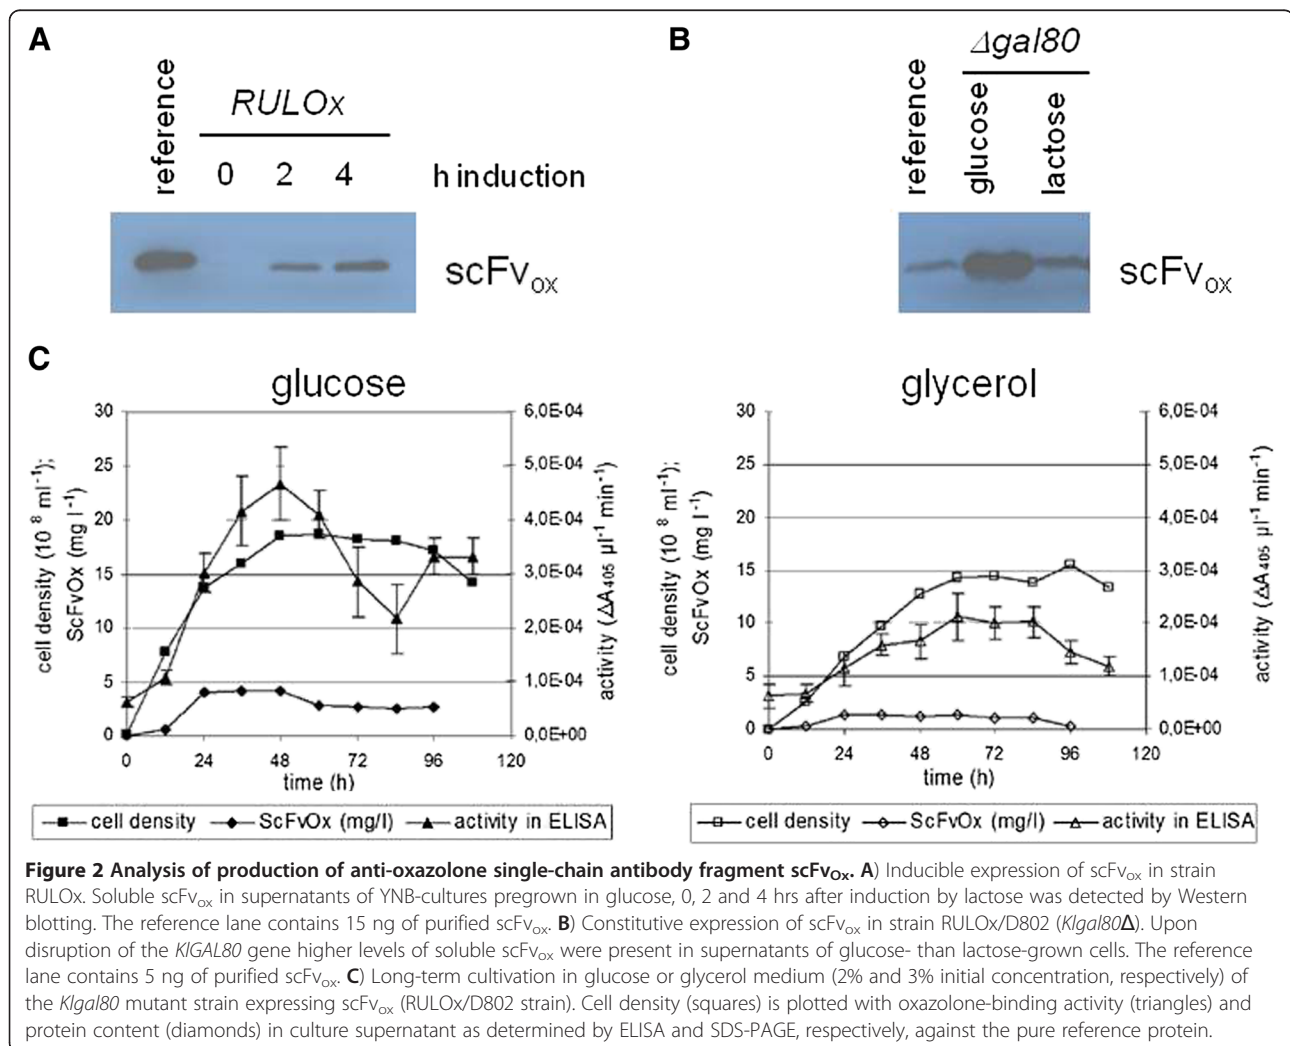 A
reference
RULOx
0 2 4 h induction
scFvox
B
Δgal80
reference
glucose
lactose
scFvox
C
glucose
cell density (10 8 ml-1);
ScFvOx (mg l-1)
30
25
20
15
10
5
0
6,0E-04
5,0E-04
4,0E-04
3,0E-04
2,0E-04
1,0E-04
0,0E+00
activity (ΔA405 µl-1 min-1)
0 24 48 72 96 120
time (h)
cell density ScFvOx (mg/l) activity in ELISA
glycerol
cell density (10 8 ml-1);
ScFvOx (mg l-1)
30
25
20
15
10
5
0
6,0E-04
5,0E-04
4,0E-04
3,0E-04
2,0E-04
1,0E-04
0,0E+00
activity (ΔA405 µl-1 min-1)
0 24 48 72 96 120
time (h)
cell density ScFvOx (mg/l) activity in ELISA
Figure 2 Analysis of production of anti-oxazolone single-chain antibody fragment scFvOx. A) Inducible expression of scFvox in strain
RULOx. Soluble scFvox in supernatants of YNB-cultures pregrown in glucose, 0, 2 and 4 hrs after induction by lactose was detected by Western
blotting. The reference lane contains 15 ng of purified scFvox. B) Constitutive expression of scFvox in strain RULOx/D802 (Klgal80Δ). Upon
disruption of the KlGAL80 gene higher levels of soluble scFvox were present in supernatants of glucose- than lactose-grown cells. The reference
lane contains 5 ng of purified scFvox. C) Long-term cultivation in glucose or glycerol medium (2% and 3% initial concentration, respectively) of
the Klgal80 mutant strain expressing scFvox (RULOx/D802 strain). Cell density (squares) is plotted with oxazolone-binding activity (triangles) and
protein content (diamonds) in culture supernatant as determined by ELISA and SDS-PAGE, respectively, against the pure reference protein.